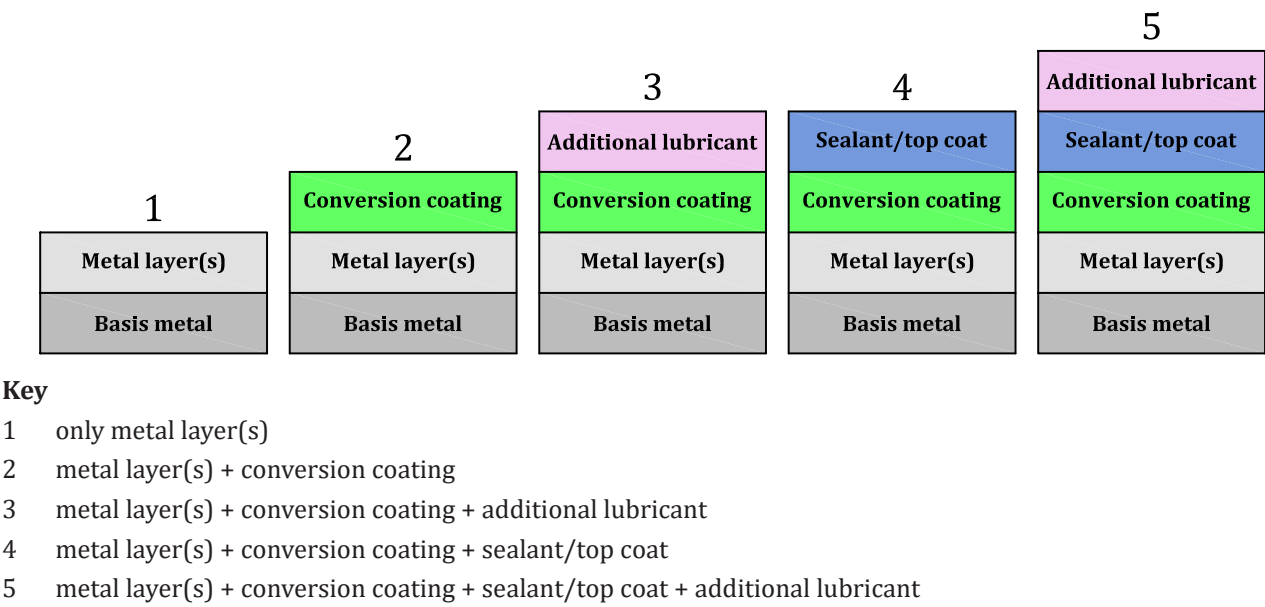 1
Metal layer(s)
Basis metal
2
Conversion coating
Metal layer(s)
Basis metal
3
Additional lubricant
Conversion coating
Metal layer(s)
Basis metal
4
Sealant/top coat
Conversion coating
Metal layer(s)
Basis metal
5
Additional lubricant
Sealant/top coat
Conversion coating
Metal layer(s)
Basis metal
Key
1 only metal layer(s)
2 metal layer(s) + conversion coating
3 metal layer(s) + conversion coating + additional lubricant
4 metal layer(s) + conversion coating + sealant/top coat
5 metal layer(s) + conversion coating + sealant/top coat + additional lubricant